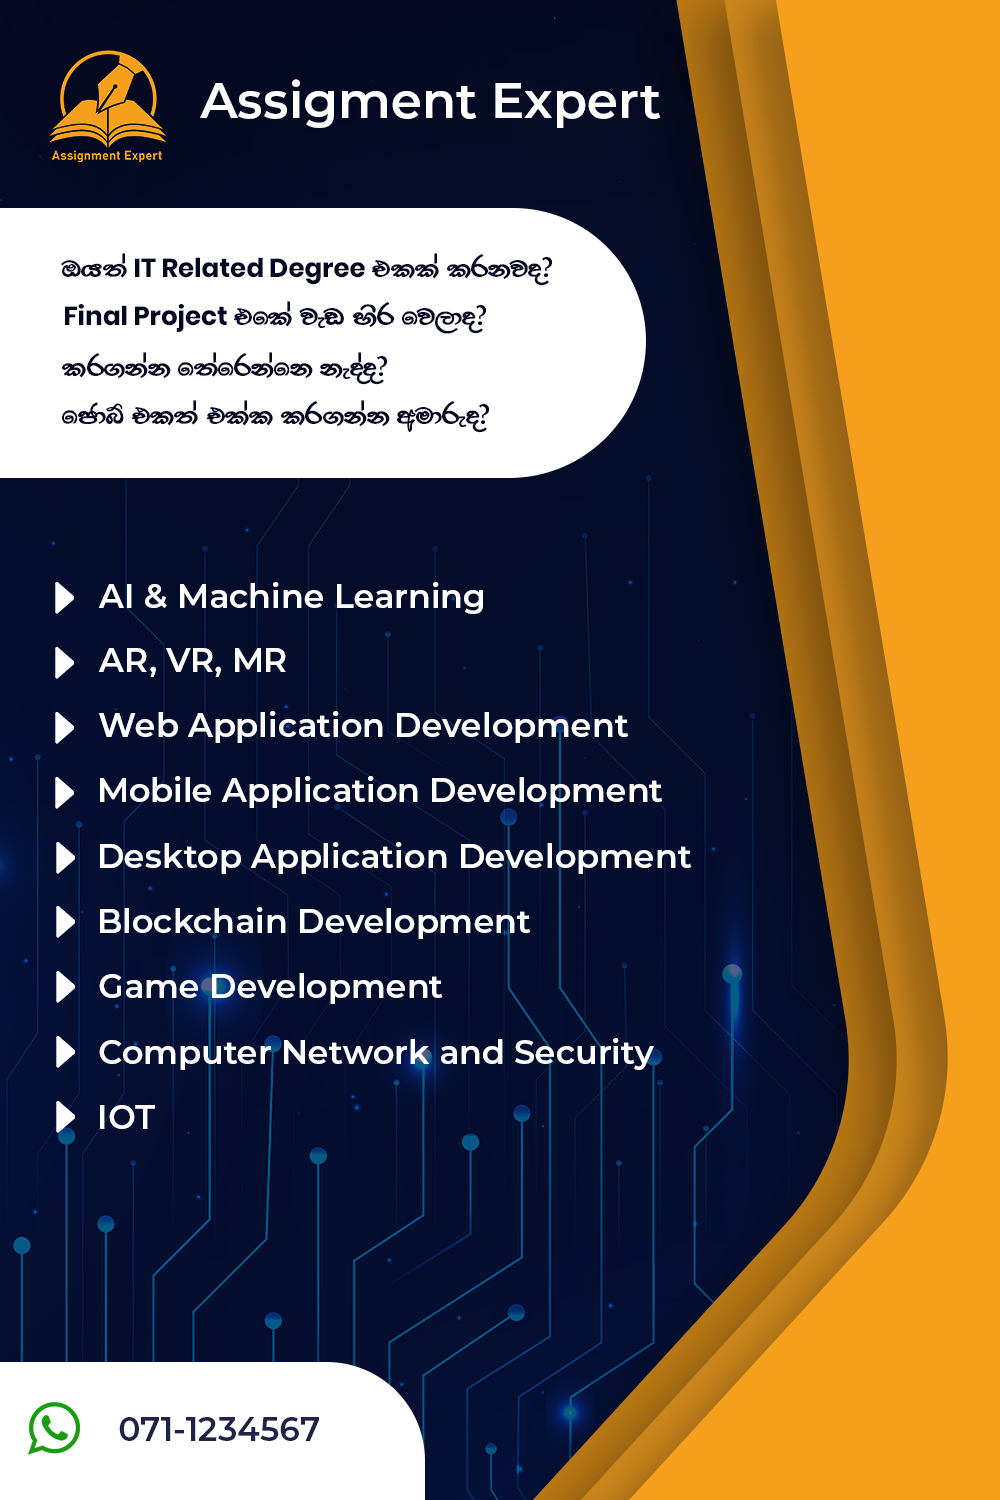 Assignment Expert
Assigment Expert
ඔයත් IT Related Degree එකක් කරනවද?
Final Project එකේ වැඩ හිර වෙලාද?
කරගන්න තේරෙන්නෙ නැද්ද?
ජොබ් එකත් එක්ක කරගන්න අමාරුද?
AI & Machine Learning
AR, VR, MR
Web Application Development
Mobile Application Development
Desktop Application Development
Blockchain Development
Game Development
Computer Network and Security
IOT
071-1234567